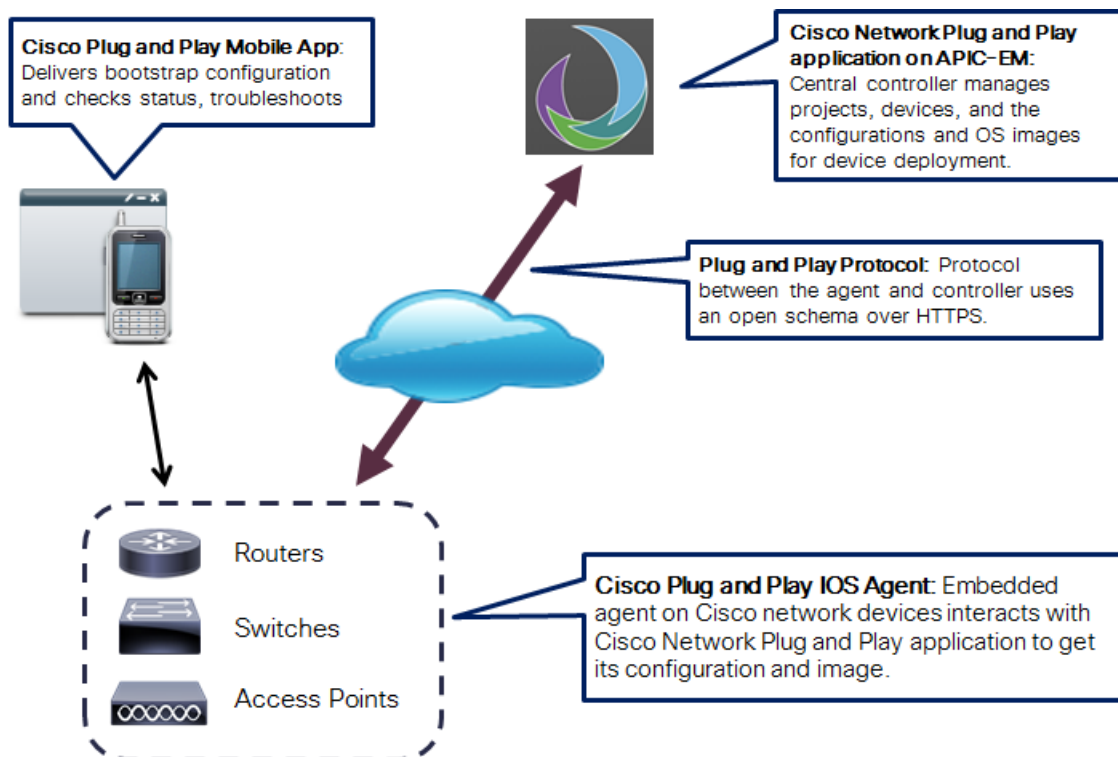 Cisco Plug and Play Mobile App:
Delivers bootstrap configuration
and checks status, troubleshoots
Cisco Network Plug and Play
application on APIC-EM:
Central controller manages
projects, devices, and the
configurations and OS images
for device deployment.
Plug and Play Protocol: Protocol
between the agent and controller uses
an open schema over HTTPS.
Routers
Switches
Access Points
Cisco Plug and Play IOS Agent: Embedded
agent on Cisco network devices interacts with
Cisco Network Plug and Play application to get
its configuration and image.